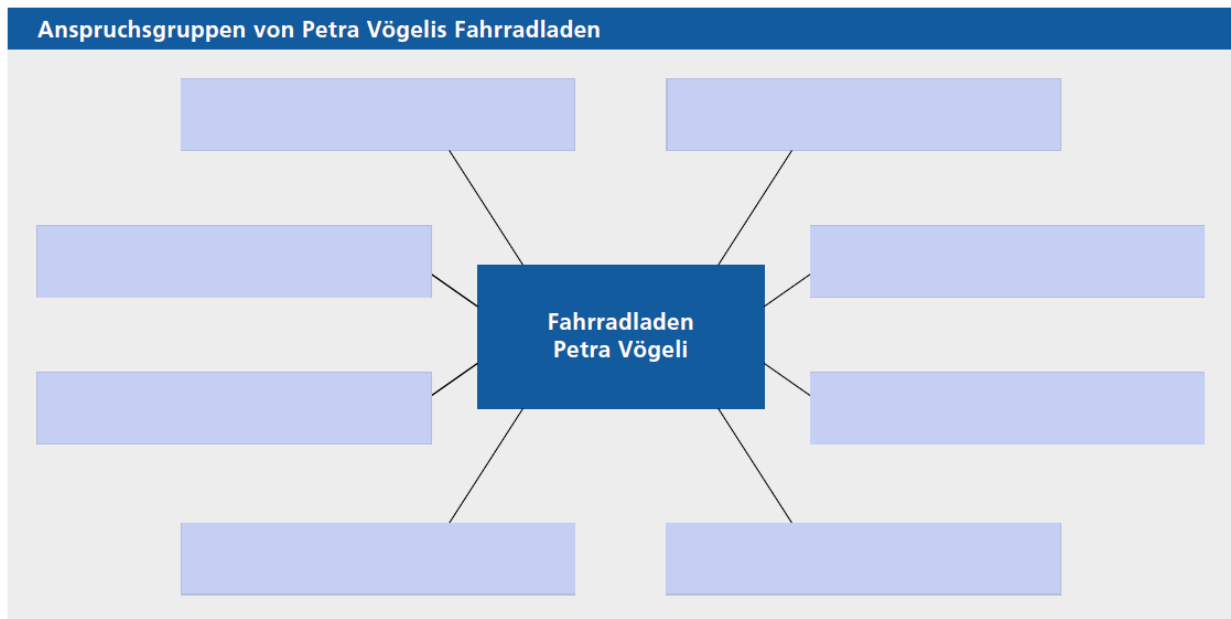 Anspruchsgruppen von Petra Vögelis Fahrradladen
Fahrradladen
Petra Vögeli